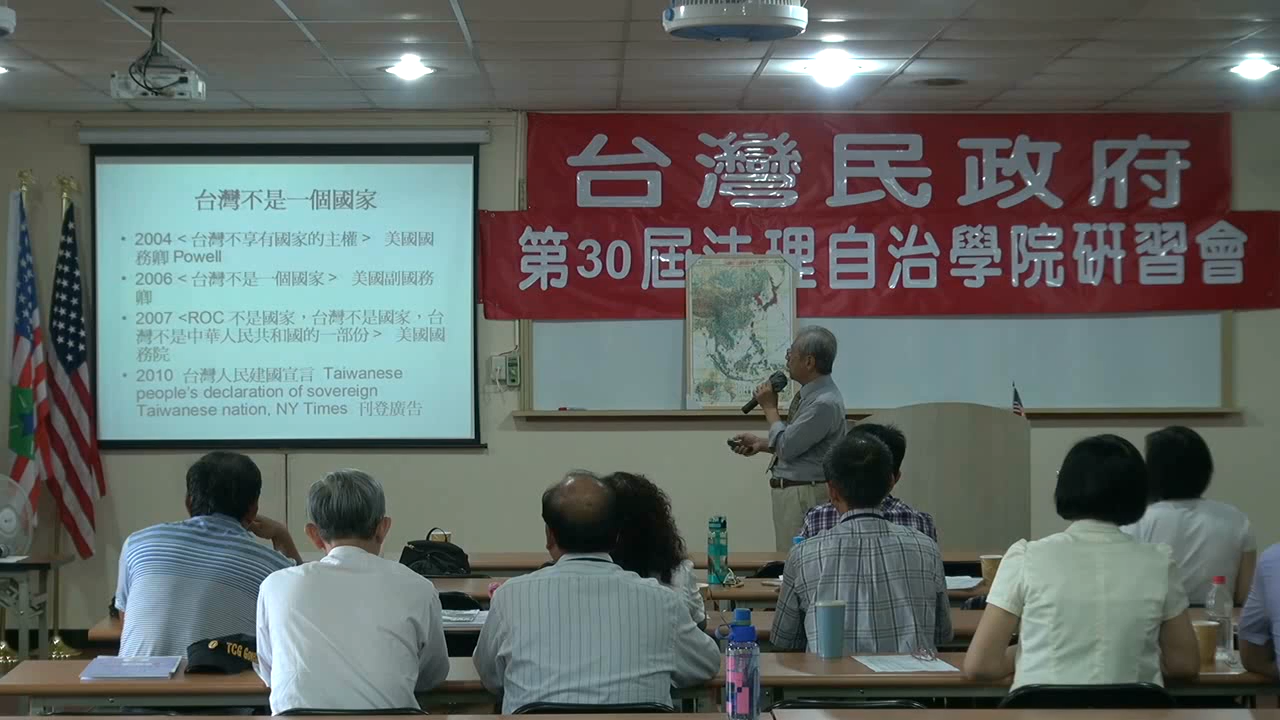 台灣民政府
第30屆法理自治學院研習會
台灣不是一個國家
• 2004 <台灣不享有國家的主權> 美國國
務卿 Powell
• 2006 <台灣不是一個國家> 美國副國務
卿
• 2007 <ROC 不是國家，台灣不是國家，台
灣不是中華人民共和國的一部份> 美國國
務院
• 2010 台灣人民建國宣言 Taiwanese
people's declaration of sovereign
Taiwanese nation, NY Times 刊登廣告
TCG